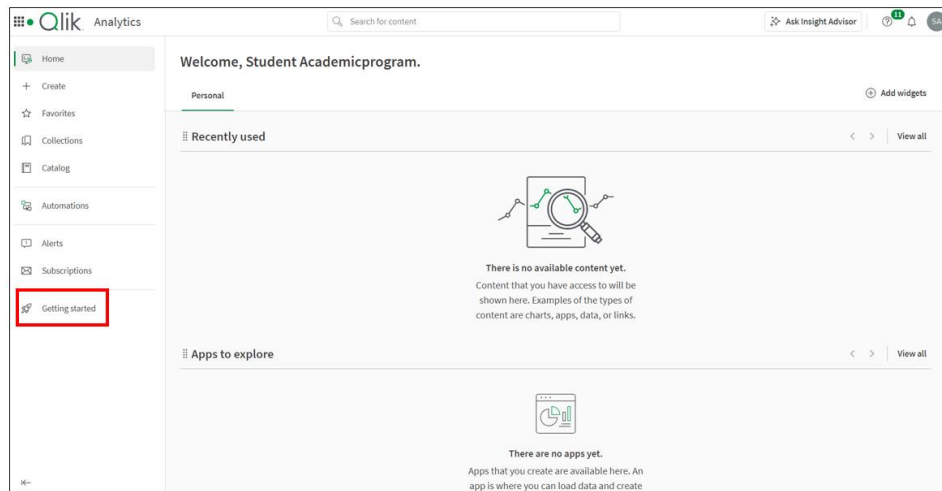 Qlik Analytics
Search for content
Ask Insight Advisor
11
SA
Home
Create
Favorites
Collections
Catalog
Automations
Alerts
Subscriptions
Getting started
Welcome, Student Academicprogram.
Personal
Add widgets
Recently used
View all
There is no available content yet.
Content that you have access to will be
shown here. Examples of the types of
content are charts, apps, data, or links.
Apps to explore
View all
There are no apps yet.
Apps that you create are available here. An
app is where you can load data and create